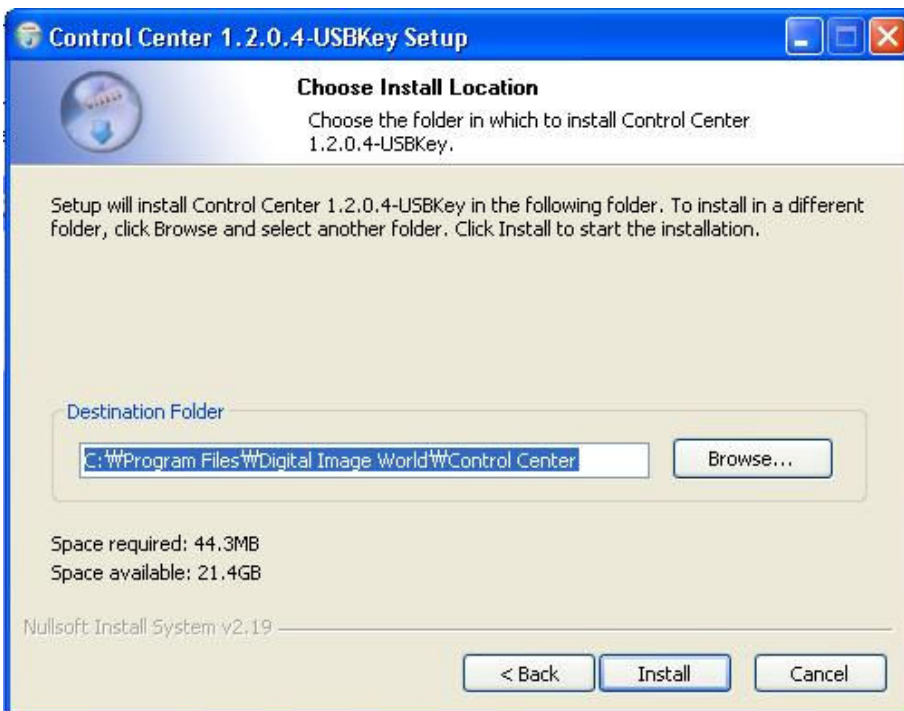 Control Center 1.2.0.4-USBKey Setup
Choose Install Location
Choose the folder in which to install Control Center
1.2.0.4-USBKey.
Setup will install Control Center 1.2.0.4-USBKey in the following folder. To install in a different
folder, click Browse and select another folder. Click Install to start the installation.
Destination Folder
C:₩Program Files₩Digital Image World₩Control Center
Browse...
Space required: 44.3MB
Space available: 21.4GB
Nullsoft Install System v2.19
< Back
Install
Cancel